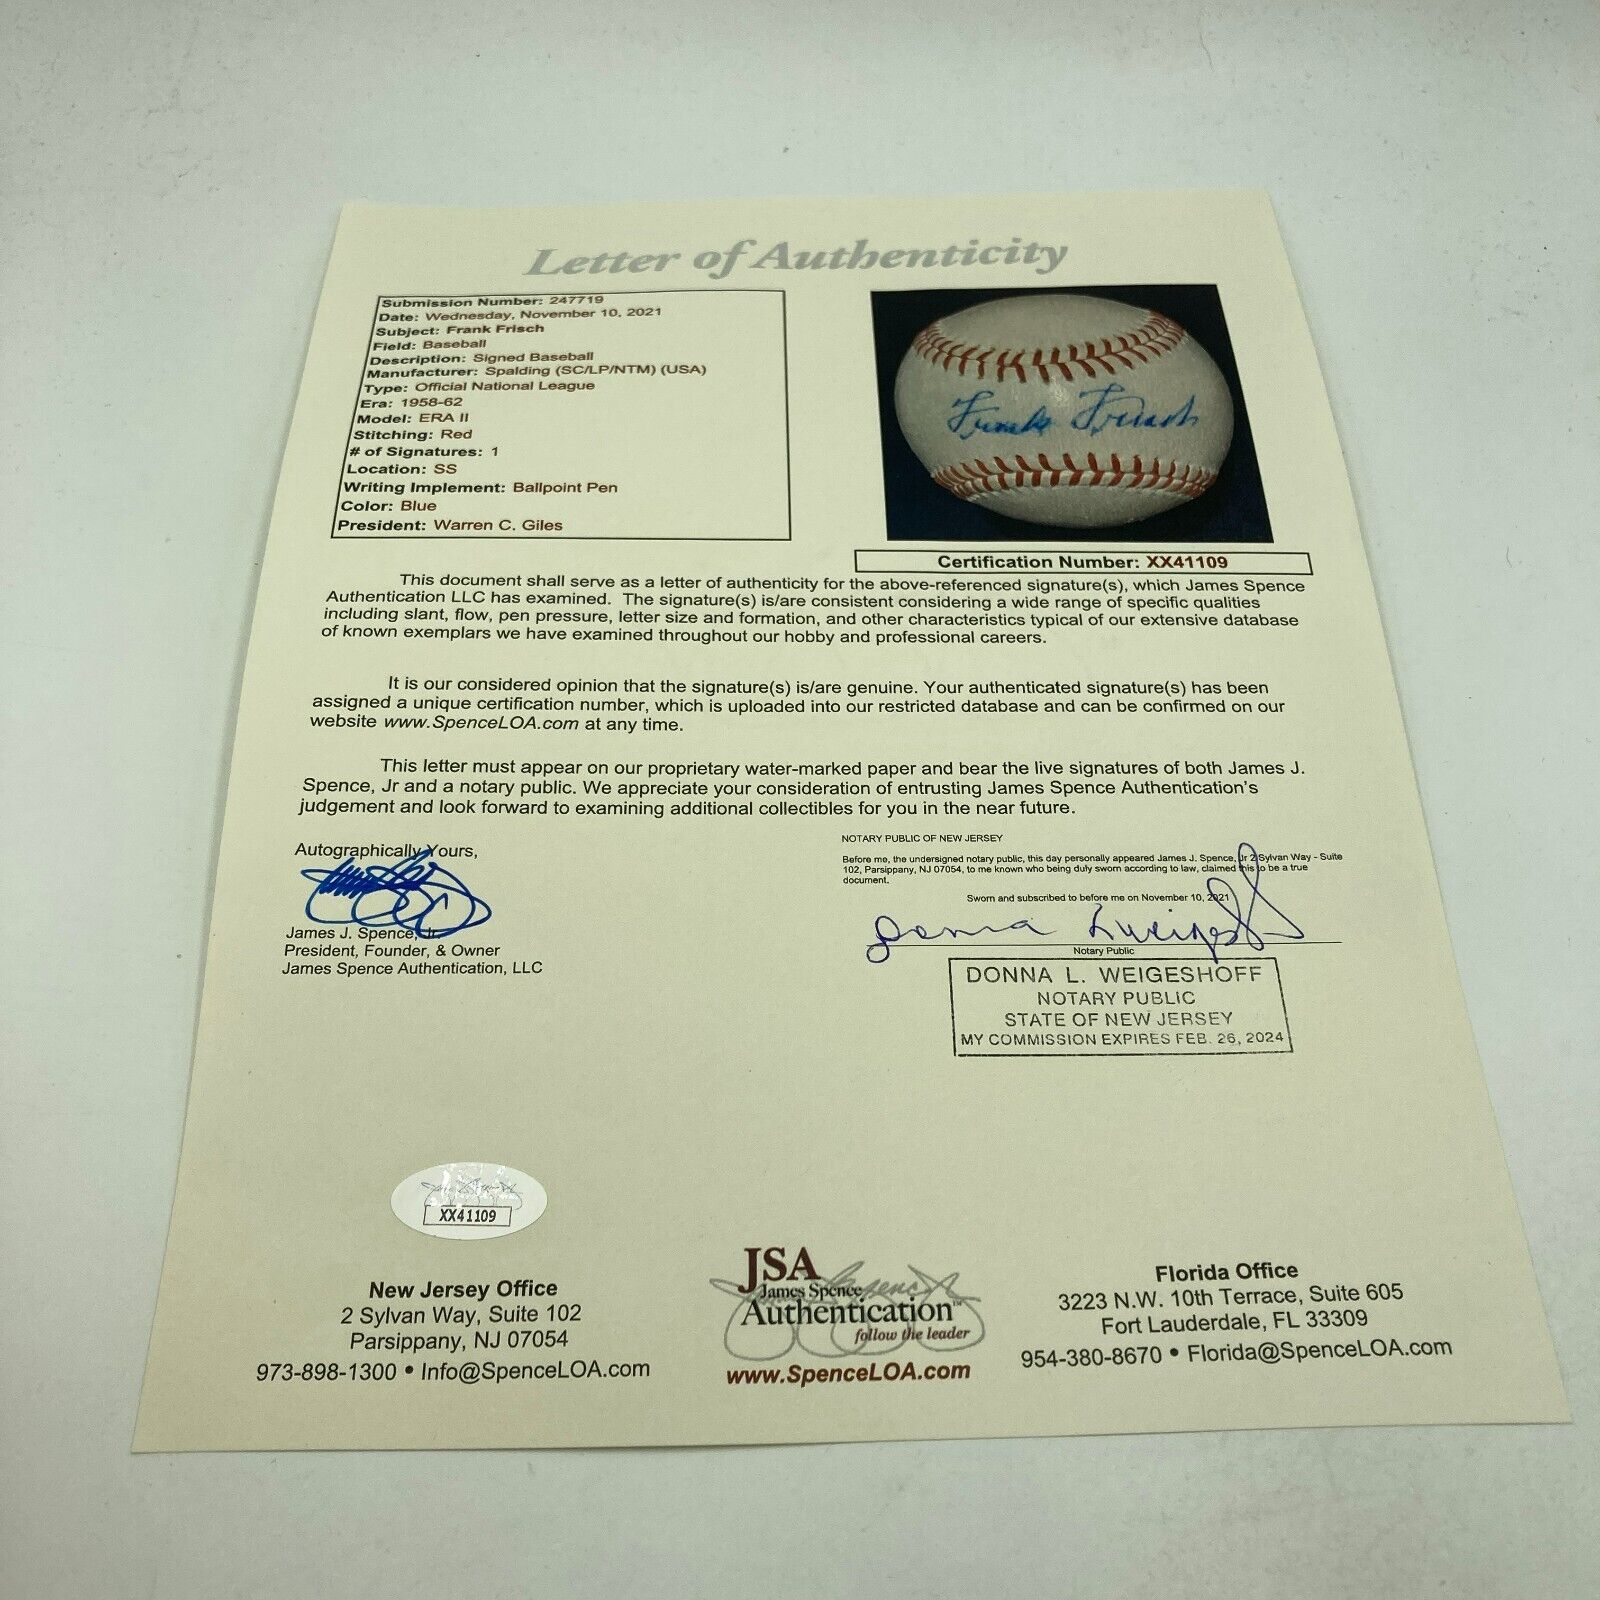 Letter of Authenticity
Submission Number: 247719
Date: Wednesday, November 10, 2021
Subject: Frank Frisch
Field: Baseball
Description: Signed Baseball
Manufacturer: Spalding (SC/LP/NTM) (USA)
Type: Official National League
Era: 1958-62
Model: ERA II
Stitching: Red
# of Signatures: 1
Location: SS
Writing Implement: Ballpoint Pen
Color: Blue
President: Warren C. Giles
Frank Frisch
Certification Number: XX41109
This document shall serve as a letter of authenticity for the above-referenced signature(s), which James Spence
Authentication LLC has examined. The signature(s) is/are consistent considering a wide range of specific qualities
including slant, flow, pen pressure, letter size and formation, and other characteristics typical of our extensive database
of known exemplars we have examined throughout our hobby and professional careers.
It is our considered opinion that the signature(s) is/are genuine. Your authenticated signature(s) has been
assigned a unique certification number, which is uploaded into our restricted database and can be confirmed on our
website www.SpenceLOA.com at any time.
This letter must appear on our proprietary water-marked paper and bear the live signatures of both James J.
Spence, Jr and a notary public. We appreciate your consideration of entrusting James Spence Authentication's
judgement and look forward to examining additional collectibles for you in the near future.
Autographically Yours,
James J. Spence, Jr.
President, Founder, & Owner
James Spence Authentication, LLC
NOTARY PUBLIC OF NEW JERSEY
Before me, the undersigned notary public, this day personally appeared James J. Spence, Jr 2 Sylvan Way - Suite
102, Parsippany, NJ 07054, to me known who being duly sworn according to law, claimed this to be a true
document.
Sworn and subscribed to before me on November 10, 2021
Donna L Weigeshoff
Notary Public
DONNA L. WEIGESHOFF
NOTARY PUBLIC
STATE OF NEW JERSEY
MY COMMISSION EXPIRES FEB. 26, 2024
XX41109
New Jersey Office
2 Sylvan Way, Suite 102
Parsippany, NJ 07054
973-898-1300 • Info@SpenceLOA.com
JSA
James Spence
Authentication™
follow the leader
www.SpenceLOA.com
Florida Office
3223 N.W. 10th Terrace, Suite 605
Fort Lauderdale, FL 33309
954-380-8670 • Florida@SpenceLOA.com